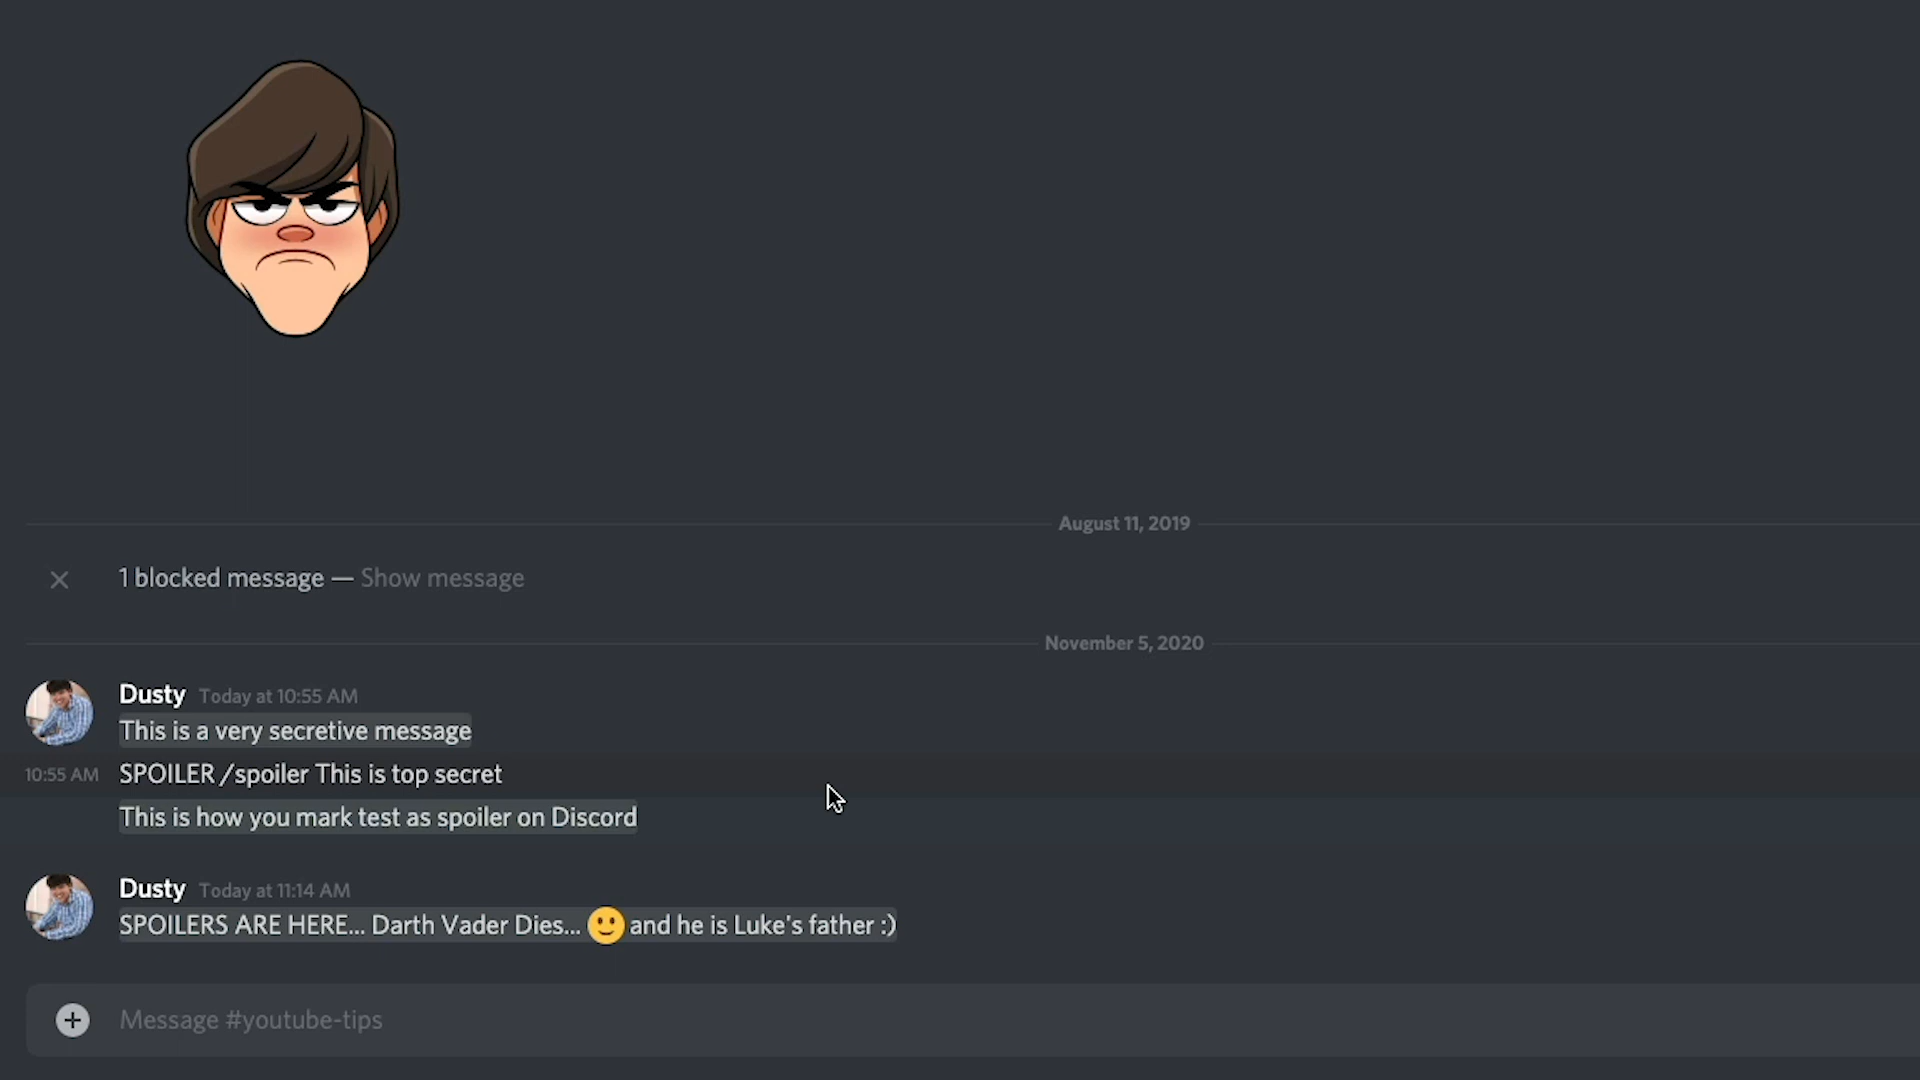 August 11, 2019
1 blocked message — Show message
November 5, 2020
Dusty Today at 10:55 AM
This is a very secretive message
10:55 AM SPOILER /spoiler This is top secret
This is how you mark test as spoiler on Discord
Dusty Today at 11:14 AM
SPOILERS ARE HERE... Darth Vader Dies... 🙂 and he is Luke's father :)
Message #youtube-tips